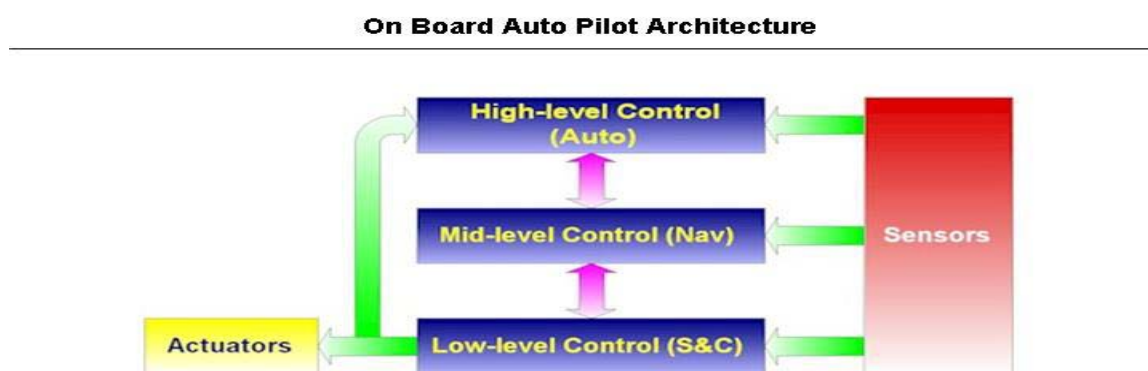 On Board Auto Pilot Architecture
High-level Control
(Auto)
Mid-level Control (Nav)
Sensors
Actuators
Low-level Control (S&C)